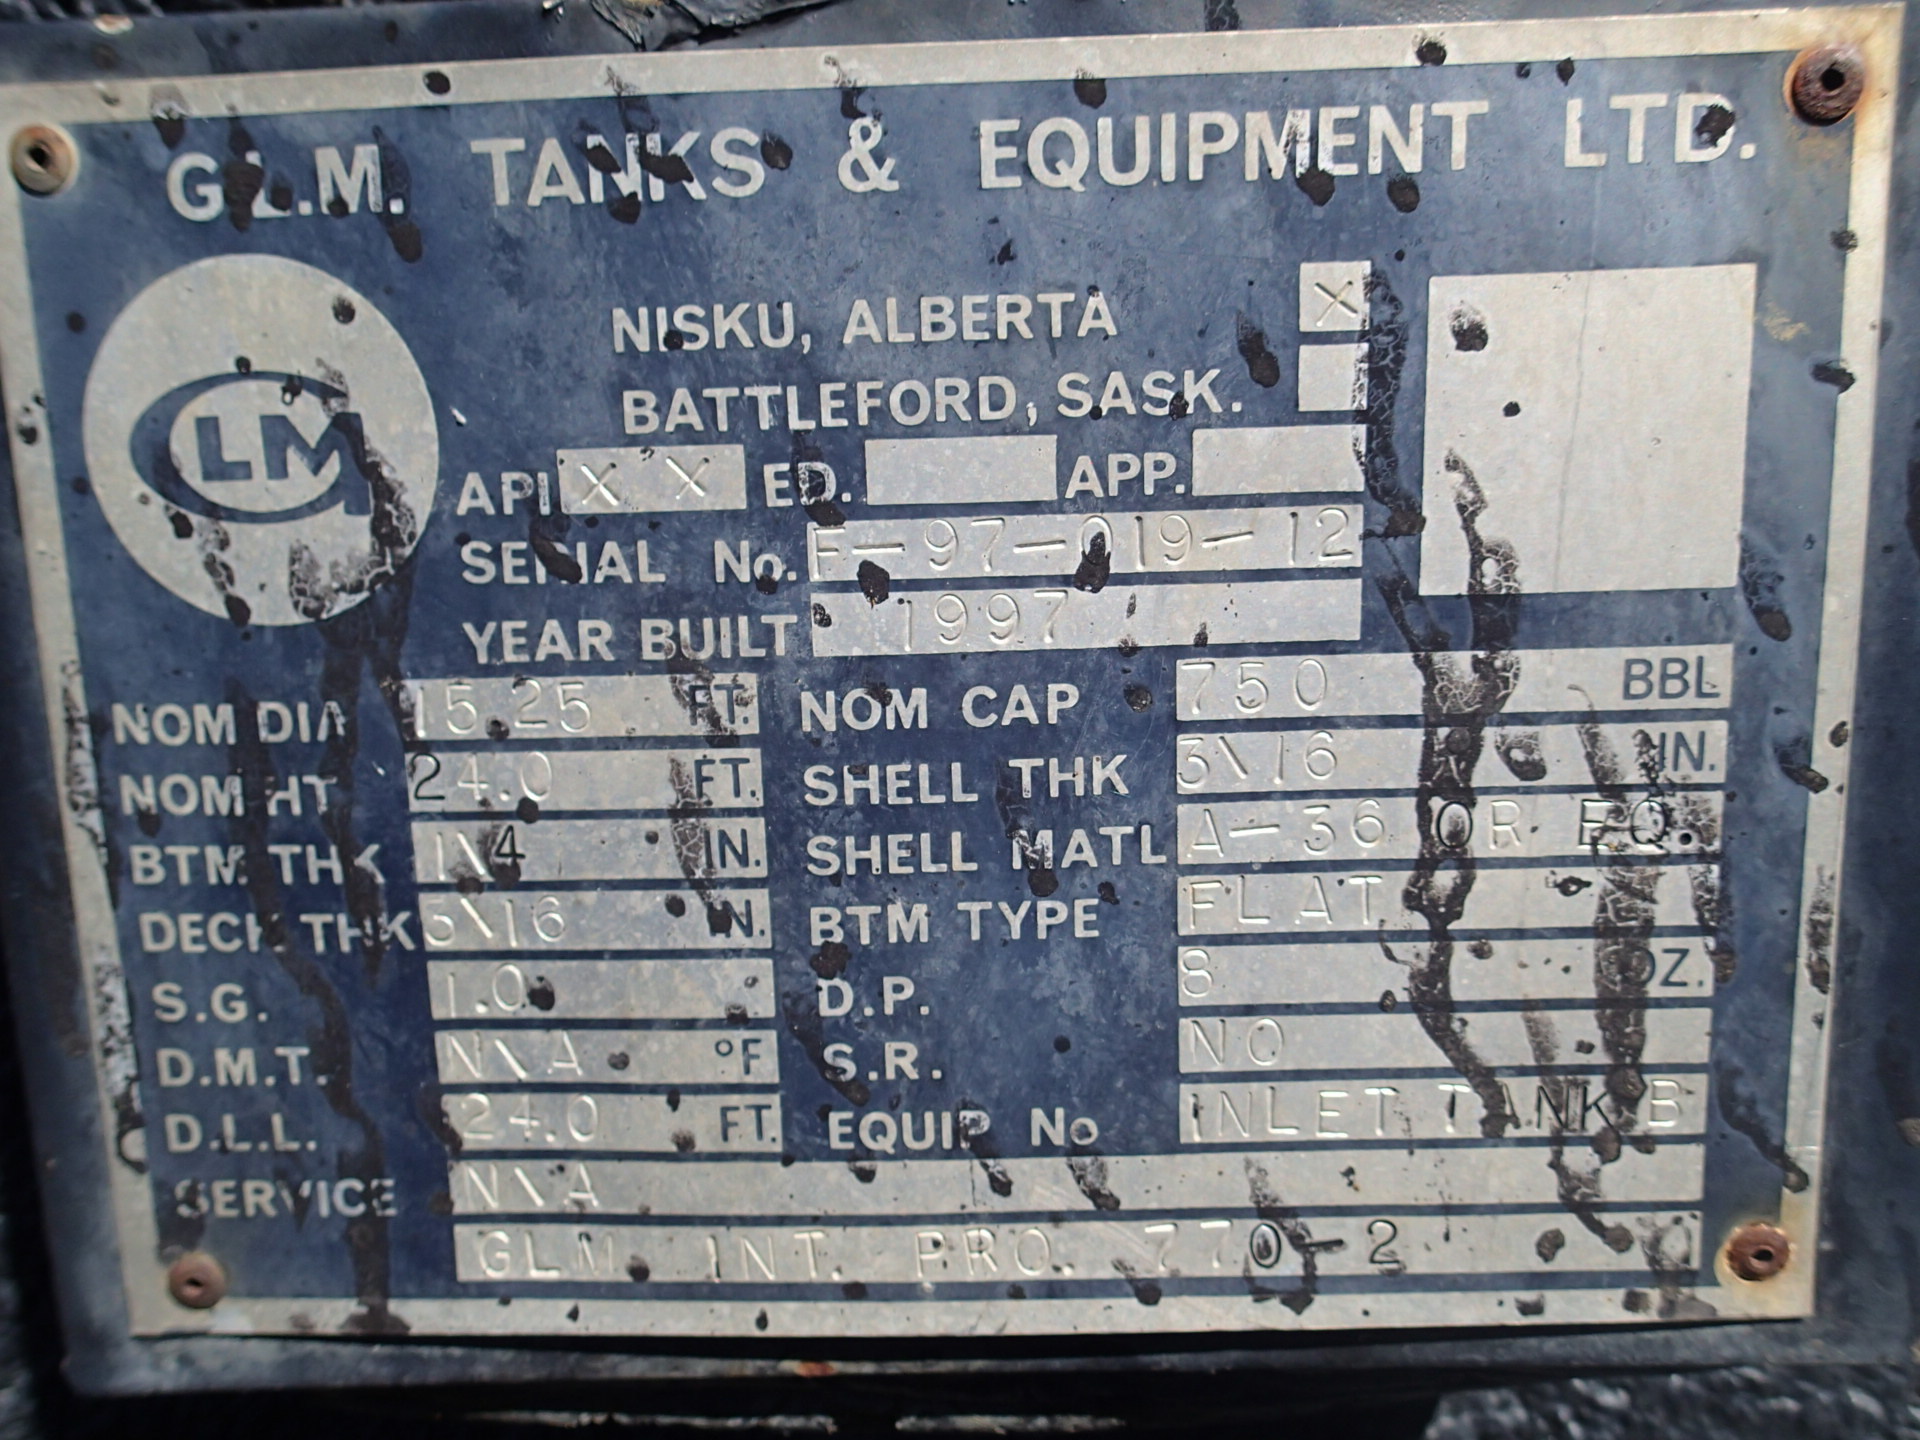 G.L.M. TANKS & EQUIPMENT LTD.
GLM
NISKU, ALBERTA X
BATTLEFORD, SASK.
API X X ED. APP.
SERIAL No. F-97-019-12
YEAR BUILT 1997
NOM DIA 15.25 FT. NOM CAP 750 BBL
NOM HT 24.0 FT. SHELL THK 3\16 IN.
BTM THK 1\4 IN. SHELL MATL A-36 OR EQ.
DECK THK 3\16 IN. BTM TYPE FLAT
S.G. 1.0 D.P. 8 OZ.
D.M.T. N\A °F S.R. NO
D.L.L. 24.0 FT. EQUIP No INLET TANK B
SERVICE N\A
GLM INT. PRO. 770-2